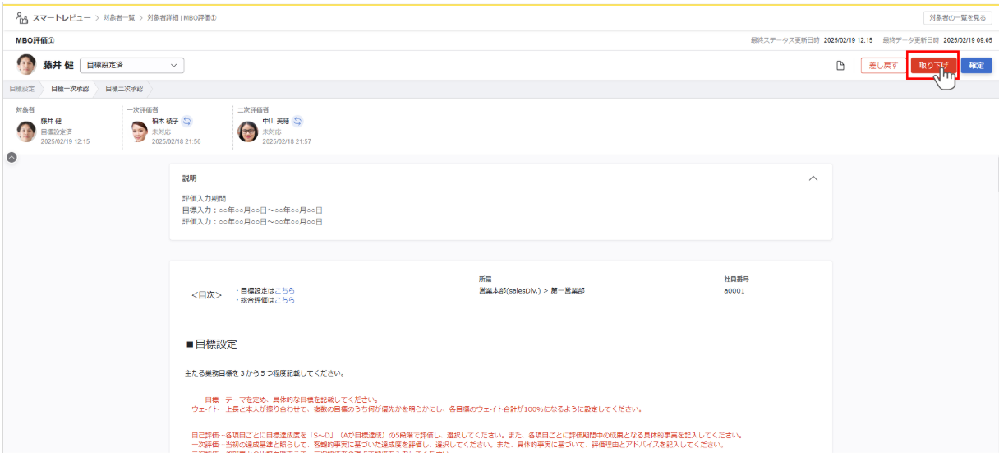 スマートレビュー > 対象者一覧 > 対象者詳細 | MBO評価①
対象者の一覧を見る
MBO評価①
最終ステータス更新日時 2025/02/19 12:15 最終データ更新日時 2025/02/19 09:05
藤井 健 目標設定済
差し戻す 取り下げ 確定
目標設定 目標一次承認 目標二次承認
対象者 一次評価者 二次評価者
藤井 健 柏木 綾子 中川 美穂
目標設定済 未対応 未対応
2025/02/19 12:15 2025/02/18 21:56 2025/02/18 21:57
説明
評価入力期間
目標入力;○○年○○月○○日~○○年○○月○○日
評価入力;○○年○○月○○日~○○年○○月○○日
所属 社員番号
<目次> ・目標設定はこちら 営業本部(salesDiv.) > 第一営業部 a0001
・総合評価はこちら
■目標設定
主たる業務目標を3から5つ程度記載してください。
目標…テーマを定め、具体的な目標を記載してください。
ウェイト…上長と本人が擦り合わせて、複数の目標のうち何が優先かを明らかにし、各目標のウェイト合計が100%になるように設定してください。
自己評価…各項目ごとに目標達成度を「S~D」(Aが目標達成)の5段階で評価し、選択してください。また、各項目ごとに評価期間中の成果となる具体的事実を記入してください。
一次評価…当初の達成基準と照らして、客観的事実に基づいた達成度を評価し、選択してください。また、具体的事実に基づいて、評価理由とアドバイスを記入してください。